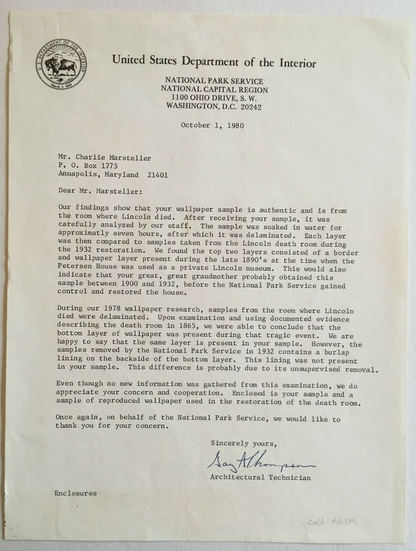 United States Department of the Interior
NATIONAL PARK SERVICE
NATIONAL CAPITAL REGION
1100 OHIO DRIVE, S. W.
WASHINGTON, D.C. 20242
October 1, 1980
Mr. Charlie Marsteller
P. O. Box 1775
Annapolis, Maryland 21401
Dear Mr. Marsteller:
Our findings show that your wallpaper sample is authentic and is from
the room where Lincoln died. After receiving your sample, it was
carefully analyzed by our staff. The sample was soaked in water for
approximatly seven hours, after which it was delaminated. Each layer
was then compared to samples taken from the Lincoln death room during
the 1932 restoration. We found the top two layers consisted of a border
and wallpaper layer present during the late 1890's at the time when the
Petersen House was used as a private Lincoln museum. This would also
indicate that your great, great grandmother probably obtained this
sample between 1900 and 1932, before the National Park Service gained
control and restored the house.
During our 1978 wallpaper research, samples from the room where Lincoln
died were delaminated. Upon examination and using documented evidence
describing the death room in 1865, we were able to conclude that the
bottom layer of wallpaper was present during that tragic event. We are
happy to say that the same layer is present in your sample. However, the
samples removed by the National Park Service in 1932 contains a burlap
lining on the backside of the bottom layer. This lining was not present
in your sample. This difference is probably due to its unsupervised removal.
Even though no new information was gathered from this examination, we do
appreciate your concern and cooperation. Enclosed is your sample and a
sample of reproduced wallpaper used in the restoration of the death room.
Once again, on behalf of the National Park Service, we would like to
thank you for your concern.
Sincerely yours,
Gary A Thompson
Architectural Technician
Enclosures